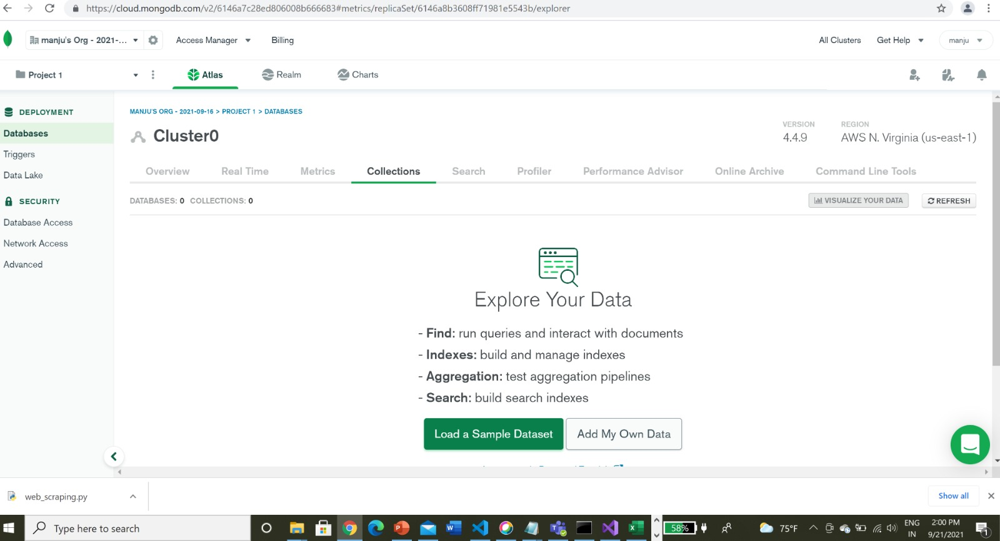 https://cloud.mongodb.com/v2/6146a7c28ed806008b666683#metrics/replicaSet/6146a8b3608ff71981e5543b/explorer
manju's Org - 2021-... Access Manager Billing All Clusters Get Help manju
Project 1 Atlas Realm Charts
DEPLOYMENT
Databases
Triggers
Data Lake
SECURITY
Database Access
Network Access
Advanced
MANJU'S ORG - 2021-09-16 > PROJECT 1 > DATABASES
Cluster0
VERSION
4.4.9
REGION
AWS N. Virginia (us-east-1)
Overview Real Time Metrics Collections Search Profiler Performance Advisor Online Archive Command Line Tools
DATABASES: 0 COLLECTIONS: 0 VISUALIZE YOUR DATA REFRESH
Explore Your Data
- Find: run queries and interact with documents
- Indexes: build and manage indexes
- Aggregation: test aggregation pipelines
- Search: build search indexes
Load a Sample Dataset Add My Own Data
web_scraping.py Show all
Type here to search
58%
75°F
ENG
IN
2:00 PM
9/21/2021
1